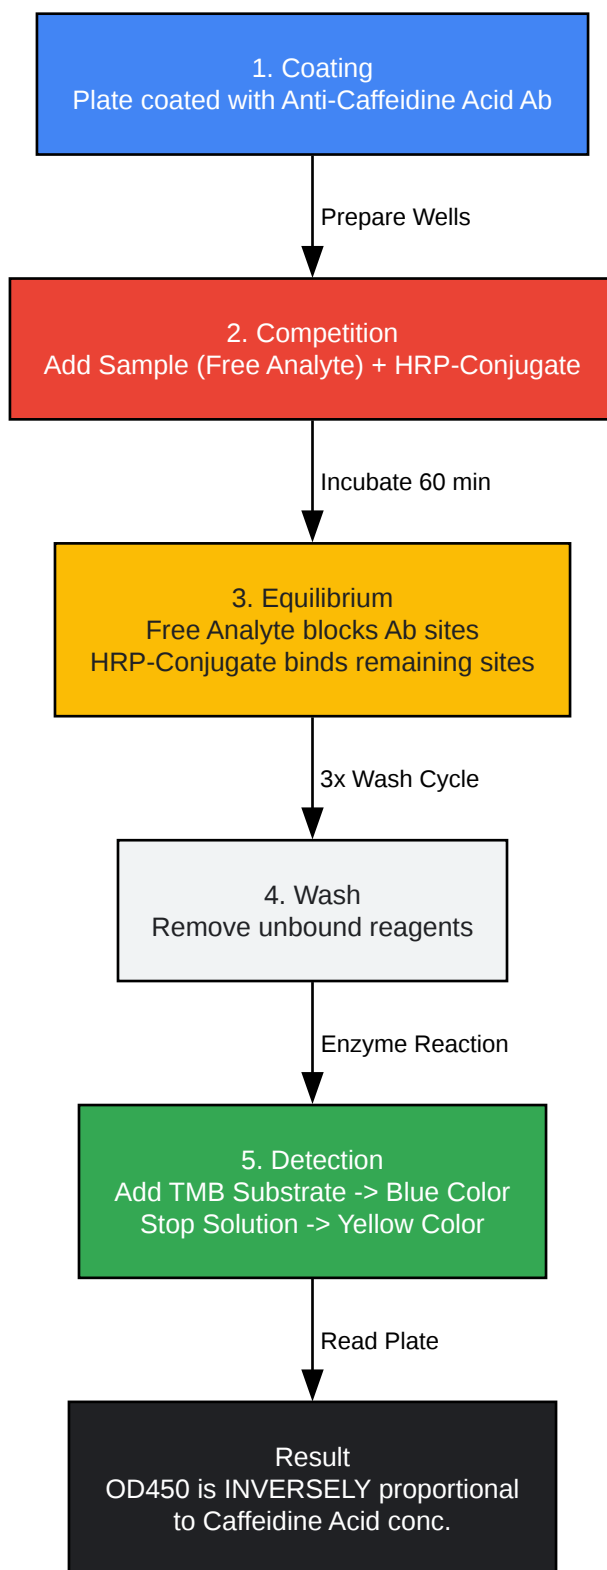 1. Coating
Plate coated with Anti-Caffeidine Acid Ab
Prepare Wells
2. Competition
Add Sample (Free Analyte) + HRP-Conjugate
Incubate 60 min
3. Equilibrium
Free Analyte blocks Ab sites
HRP-Conjugate binds remaining sites
3x Wash Cycle
4. Wash
Remove unbound reagents
Enzyme Reaction
5. Detection
Add TMB Substrate -> Blue Color
Stop Solution -> Yellow Color
Read Plate
Result
OD450 is INVERSELY proportional
to Caffeidine Acid conc.